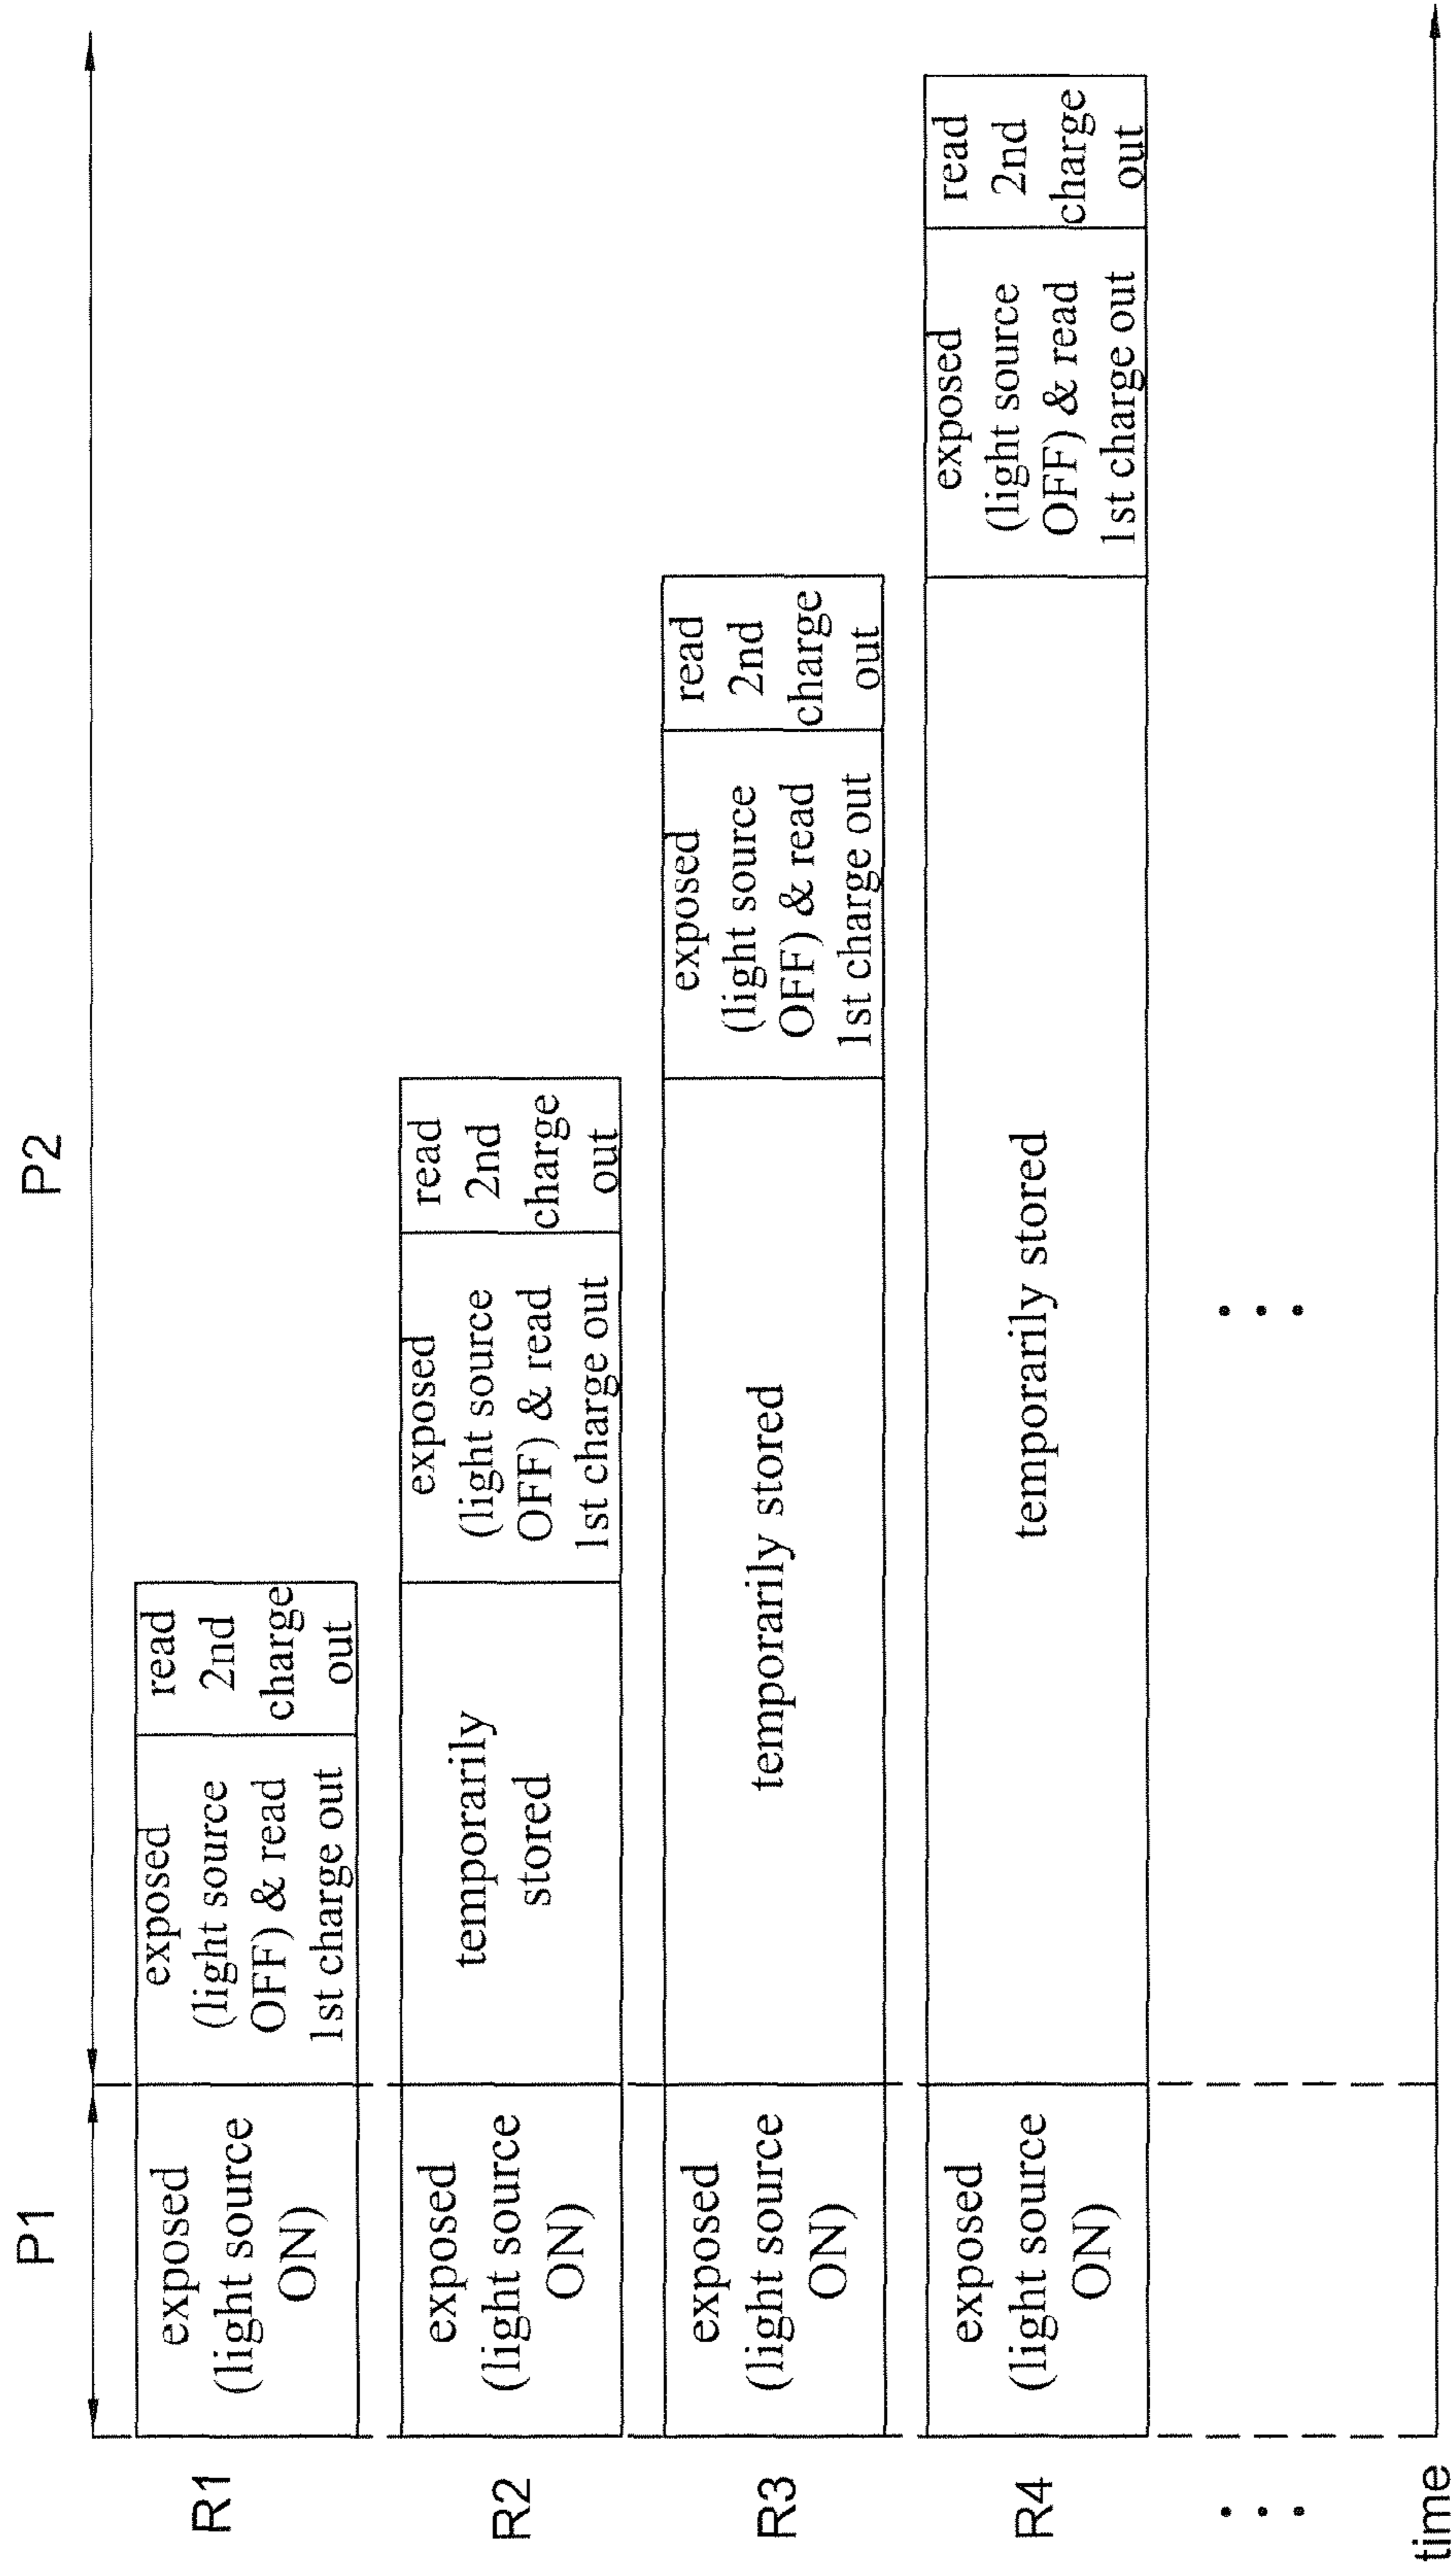 P1
P2
R1
exposed
(light source
ON)
exposed
(light source
OFF) & read
1st charge out
read
2nd
charge
out
R2
exposed
(light source
ON)
temporarily
stored
exposed
(light source
OFF) & read
1st charge out
read
2nd
charge
out
R3
exposed
(light source
ON)
temporarily stored
exposed
(light source
OFF) & read
1st charge out
read
2nd
charge
out
R4
exposed
(light source
ON)
temporarily stored
exposed
(light source
OFF) & read
1st charge out
read
2nd
charge
out
time